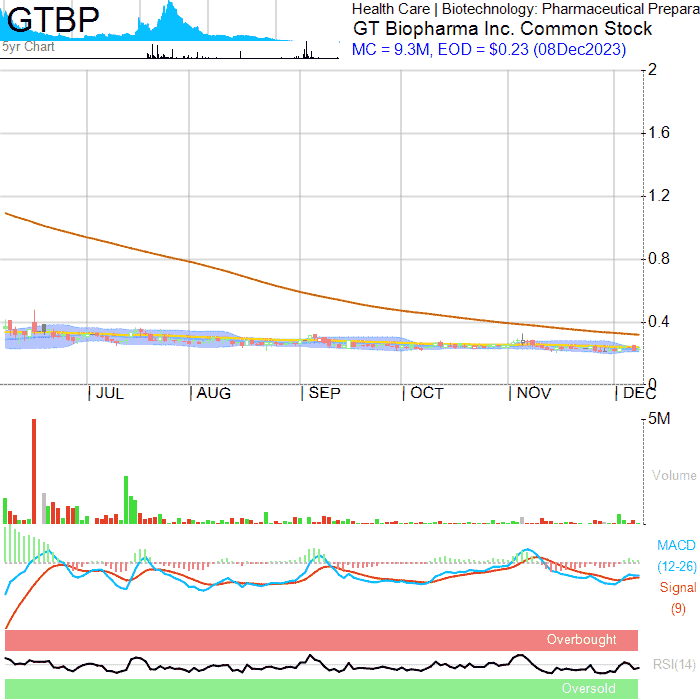 GTBP
5yr Chart
Health Care | Biotechnology: Pharmaceutical Prepara
GT Biopharma Inc. Common Stock
MC = 9.3M, EOD = $0.23 (08Dec2023)
2
1.6
1.2
0.8
0.4
0
JUL AUG SEP OCT NOV DEC
5M
Volume
MACD
(12-26)
Signal
(9)
Overbought
RSI(14)
Oversold